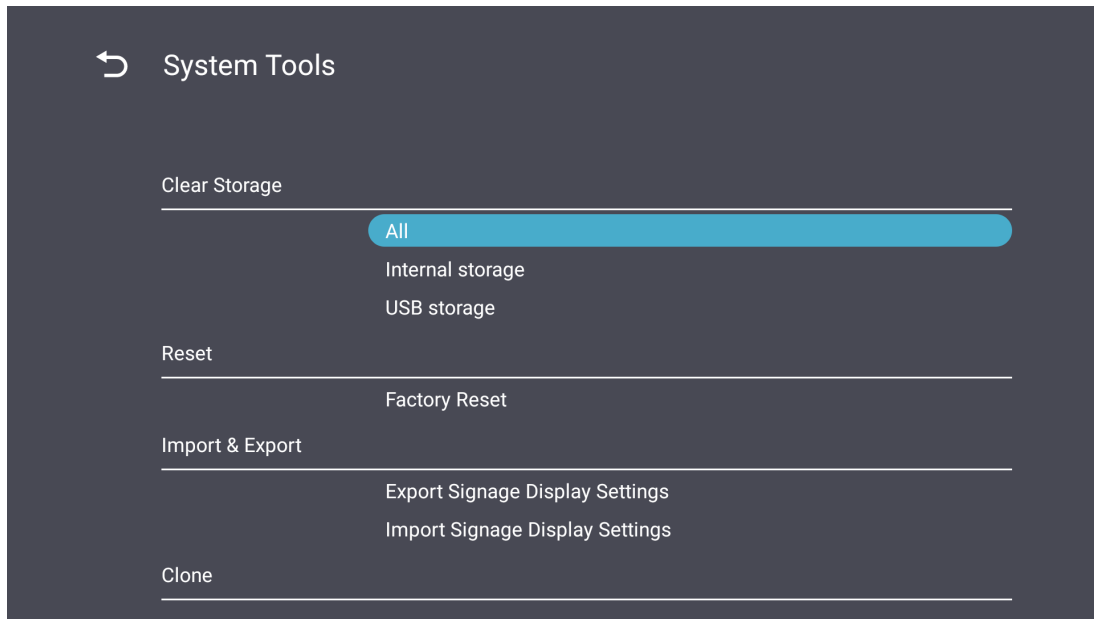 System Tools
Clear Storage
All
Internal storage
USB storage
Reset
Factory Reset
Import & Export
Export Signage Display Settings
Import Signage Display Settings
Clone